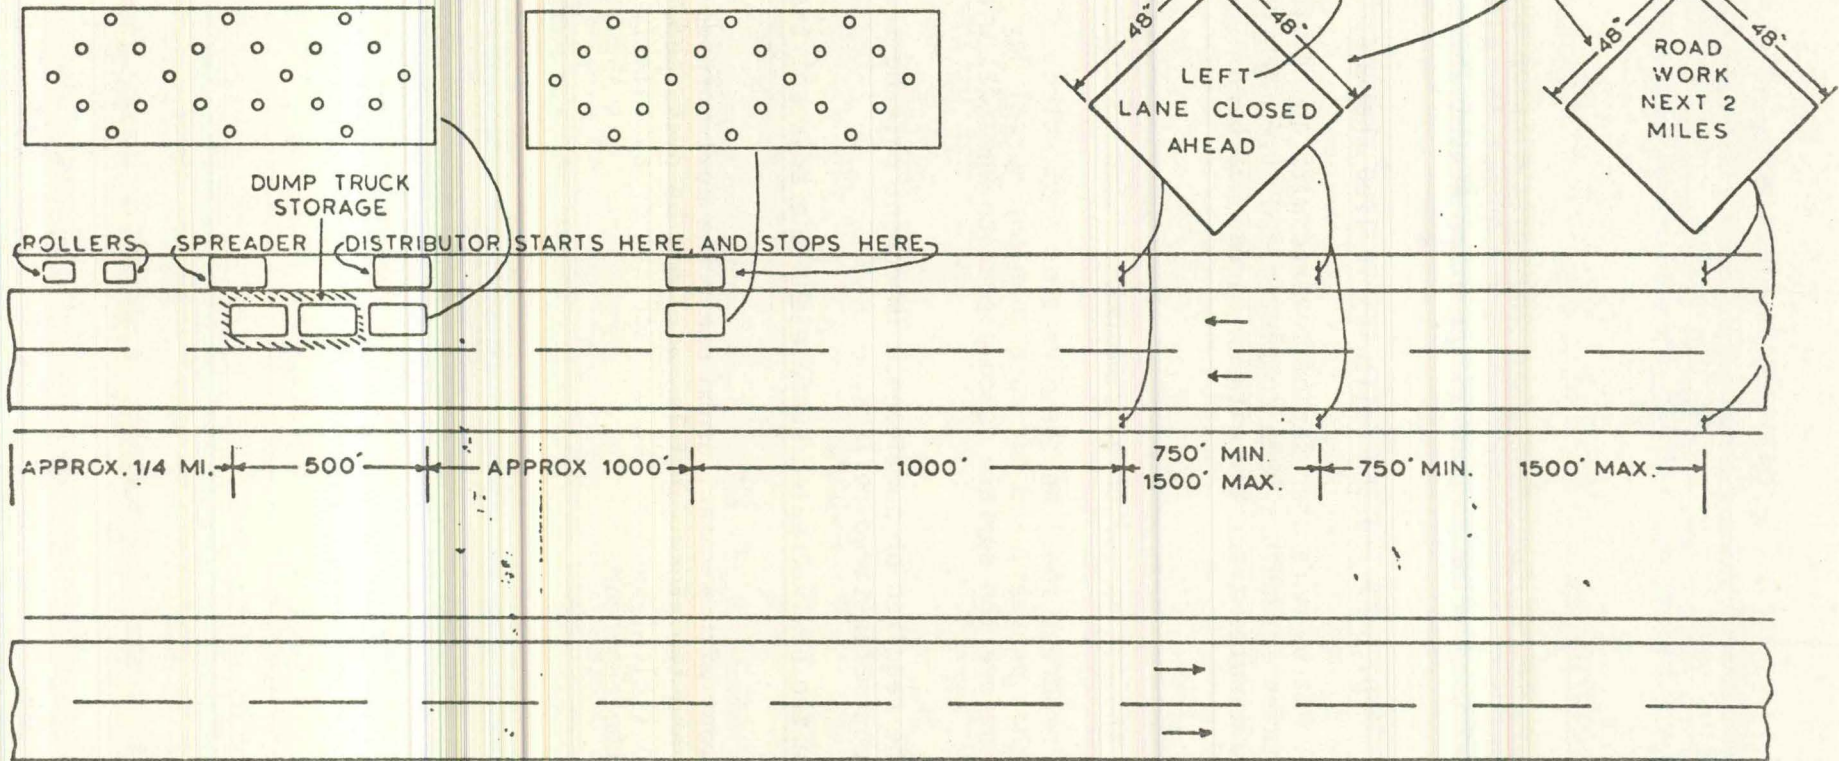 48"
48"
LEFT
LANE CLOSED
AHEAD
48"
48"
ROAD
WORK
NEXT 2
MILES
DUMP TRUCK
STORAGE
ROLLERS
SPREADER
DISTRIBUTOR STARTS HERE, AND STOPS HERE
APPROX. 1/4 MI.
500'
APPROX 1000'
1000'
750' MIN.
1500' MAX.
750' MIN. 1500' MAX.